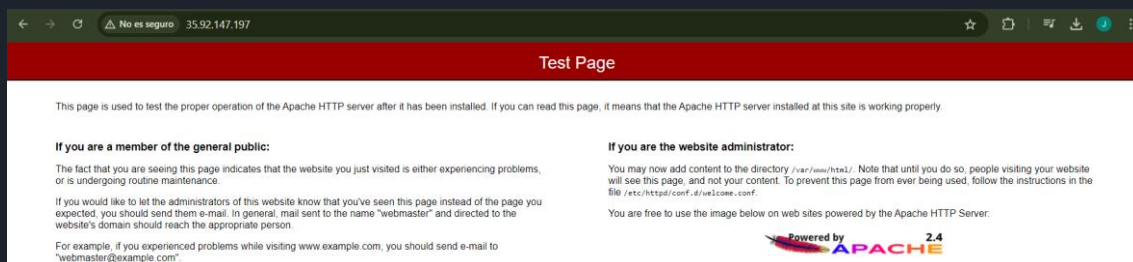 No es seguro 35.92.147.197
J
Test Page
This page is used to test the proper operation of the Apache HTTP server after it has been installed. If you can read this page, it means that the Apache HTTP server installed at this site is working properly.
If you are a member of the general public:
The fact that you are seeing this page indicates that the website you just visited is either experiencing problems,
or is undergoing routine maintenance.
If you would like to let the administrators of this website know that you've seen this page instead of the page you
expected, you should send them e-mail. In general, mail sent to the name "webmaster" and directed to the
website's domain should reach the appropriate person.
For example, if you experienced problems while visiting www.example.com, you should send e-mail to
"webmaster@example.com".
If you are the website administrator:
You may now add content to the directory /var/www/html/. Note that until you do so, people visiting your website
will see this page, and not your content. To prevent this page from ever being used, follow the instructions in the
file /etc/httpd/conf.d/welcome.conf.
You are free to use the image below on web sites powered by the Apache HTTP Server:
Powered by 2.4
APACHE